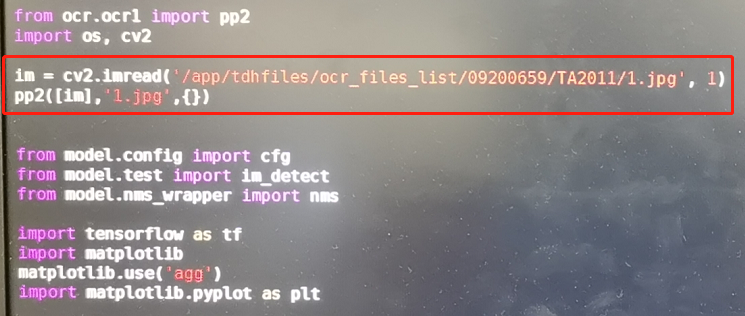 from ocr.ocr1 import pp2
import os, cv2
im = cv2.imread('/app/tdhfiles/ocr_files_list/09200659/TA2011/1.jpg', 1)
pp2([im],'1.jpg',{})
from model.config import cfg
from model.test import im_detect
from model.nms_wrapper import nms
import tensorflow as tf
import matplotlib
matplotlib.use('agg')
import matplotlib.pyplot as plt